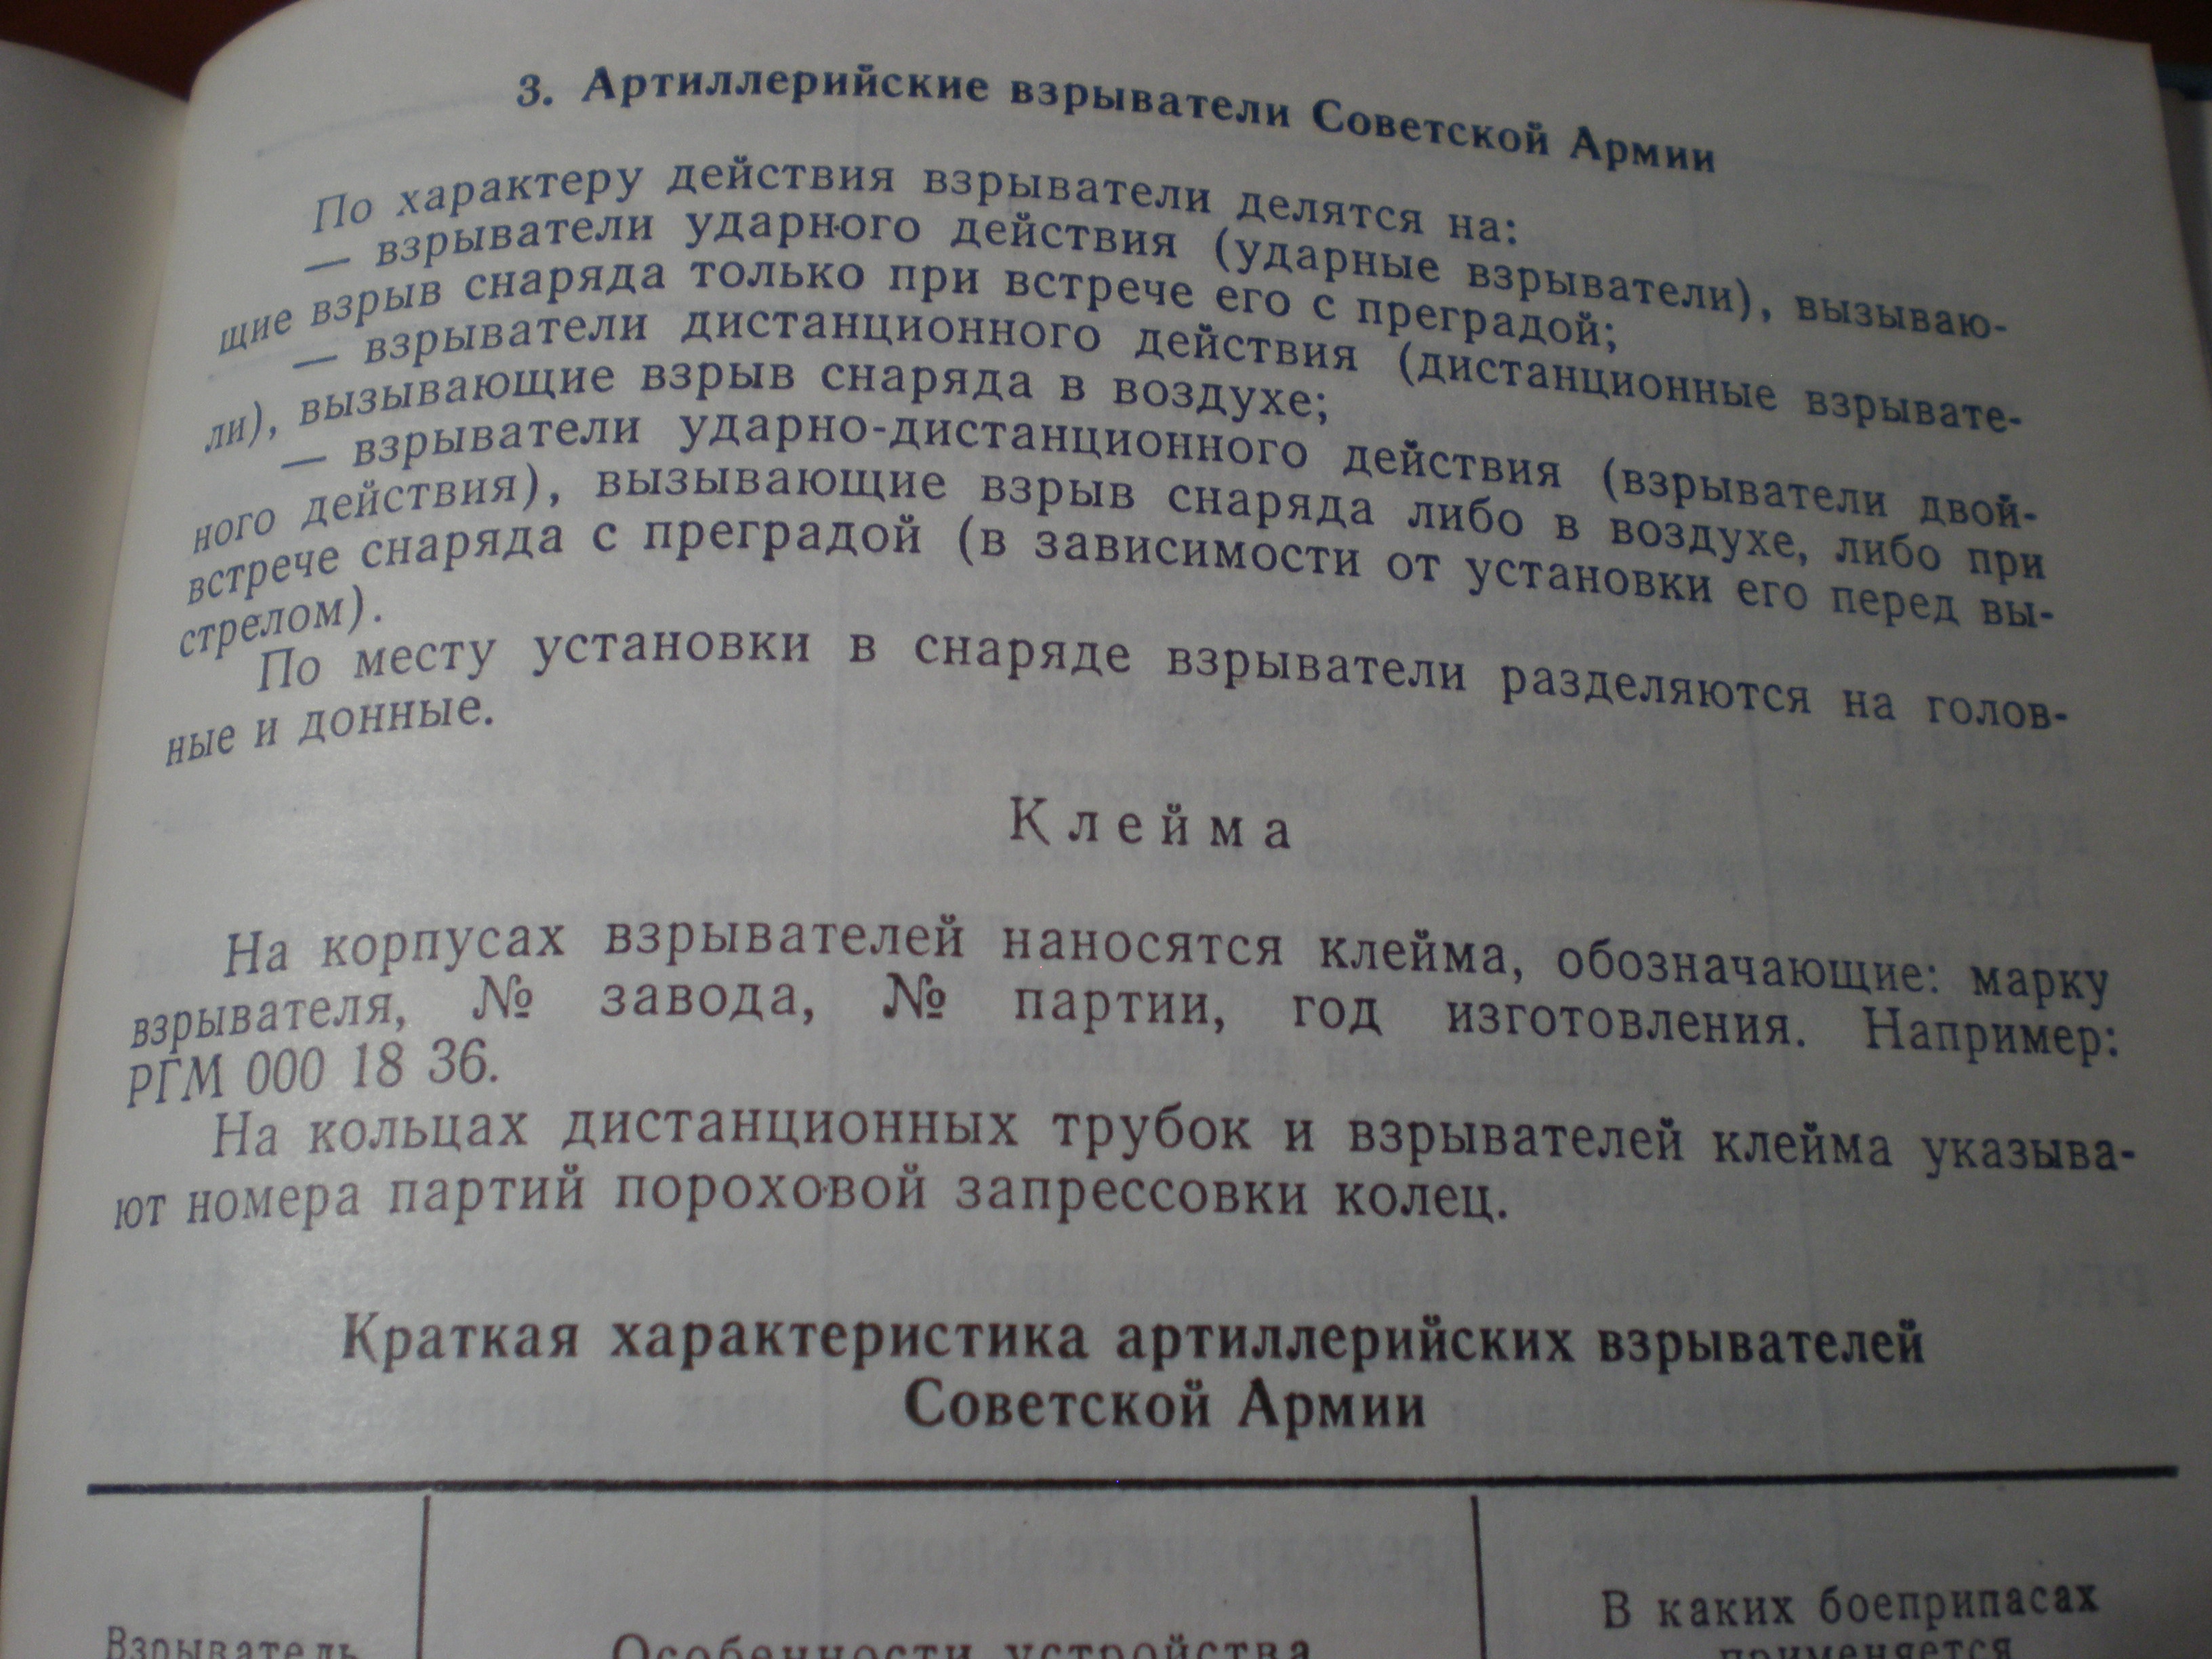 3. Артиллерийские взрыватели Советской Армии
По характеру действия взрыватели делятся на:
— взрыватели ударного действия (ударные взрыватели), вызываю-
щие взрыв снаряда только при встрече его с преградой;
— взрыватели дистанционного действия (дистанционные взрывате-
ли), вызывающие взрыв снаряда в воздухе;
— взрыватели ударно-дистанционного действия (взрыватели двой-
ного действия), вызывающие взрыв снаряда либо в воздухе, либо при
встрече снаряда с преградой (в зависимости от установки его перед вы-
стрелом).
По месту установки в снаряде взрыватели разделяются на голов-
ные и донные.
Клейма
На корпусах взрывателей наносятся клейма, обозначающие: марку
взрывателя, № завода, № партии, год изготовления. Например:
РГМ 000 18 36.
На кольцах дистанционных трубок и взрывателей клейма указыва-
ют номера партий пороховой запрессовки колец.
Краткая характеристика артиллерийских взрывателей
Советской Армии
Взрыватель
Особенности устройства
В каких боеприпасах
применяется